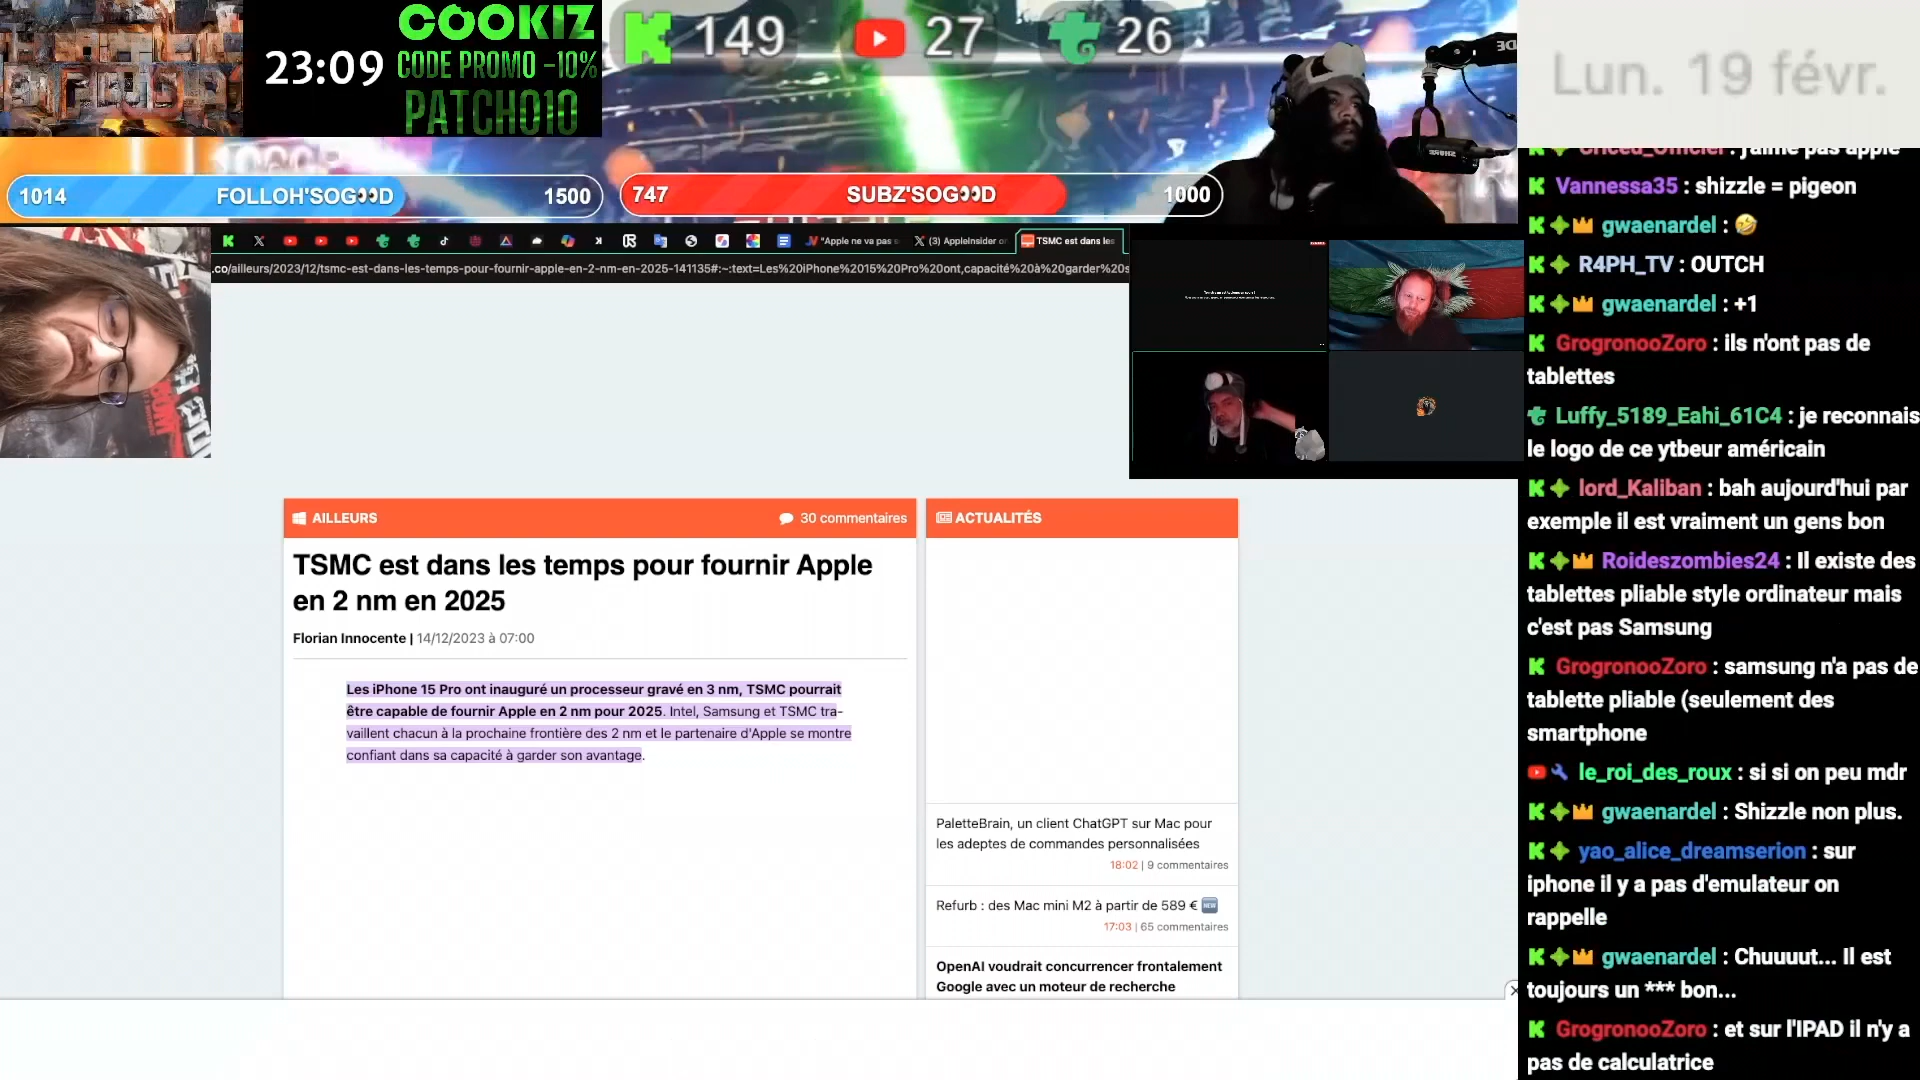 23:09
COOKIZ
CODE PROMO -10%
PATCHO10
149
27
26
Lun. 19 févr.
1014 FOLLOH'SOG👀D 1500
747 SUBZ'SOG👀D 1000
"Apple ne va pas
(3) AppleInsider
TSMC est dans les
.co/ailleurs/2023/12/tsmc-est-dans-les-temps-pour-fournir-apple-en-2-nm-en-2025-141135#:~:text=Les%20iPhone%2015%20Pro%20ont,capacité%20à%20garder%20s
SHURE
AILLEURS
30 commentaires
TSMC est dans les temps pour fournir Apple
en 2 nm en 2025
Florian Innocente | 14/12/2023 à 07:00
Les iPhone 15 Pro ont inauguré un processeur gravé en 3 nm, TSMC pourrait
être capable de fournir Apple en 2 nm pour 2025. Intel, Samsung et TSMC tra-
vaillent chacun à la prochaine frontière des 2 nm et le partenaire d'Apple se montre
confiant dans sa capacité à garder son avantage.
ACTUALITÉS
PaletteBrain, un client ChatGPT sur Mac pour
les adeptes de commandes personnalisées
18:02 | 9 commentaires
Refurb : des Mac mini M2 à partir de 589 € NEW
17:03 | 65 commentaires
OpenAI voudrait concurrencer frontalement
Google avec un moteur de recherche
Griced_Officiel : j'aime pas apple
Vannessa35 : shizzle = pigeon
gwaenardel : 🤣
R4PH_TV : OUTCH
gwaenardel : +1
GrogronooZoro : ils n'ont pas de
tablettes
Luffy_5189_Eahi_61C4 : je reconnais
le logo de ce ytbeur américain
lord_Kaliban : bah aujourd'hui par
exemple il est vraiment un gens bon
Roideszombies24 : Il existe des
tablettes pliable style ordinateur mais
c'est pas Samsung
GrogronooZoro : samsung n'a pas de
tablette pliable (seulement des
smartphone
le_roi_des_roux : si si on peu mdr
gwaenardel : Shizzle non plus.
yao_alice_dreamserion : sur
iphone il y a pas d'emulateur on
rappelle
gwaenardel : Chuuuut... Il est
toujours un *** bon...
GrogronooZoro : et sur l'IPAD il n'y a
pas de calculatrice